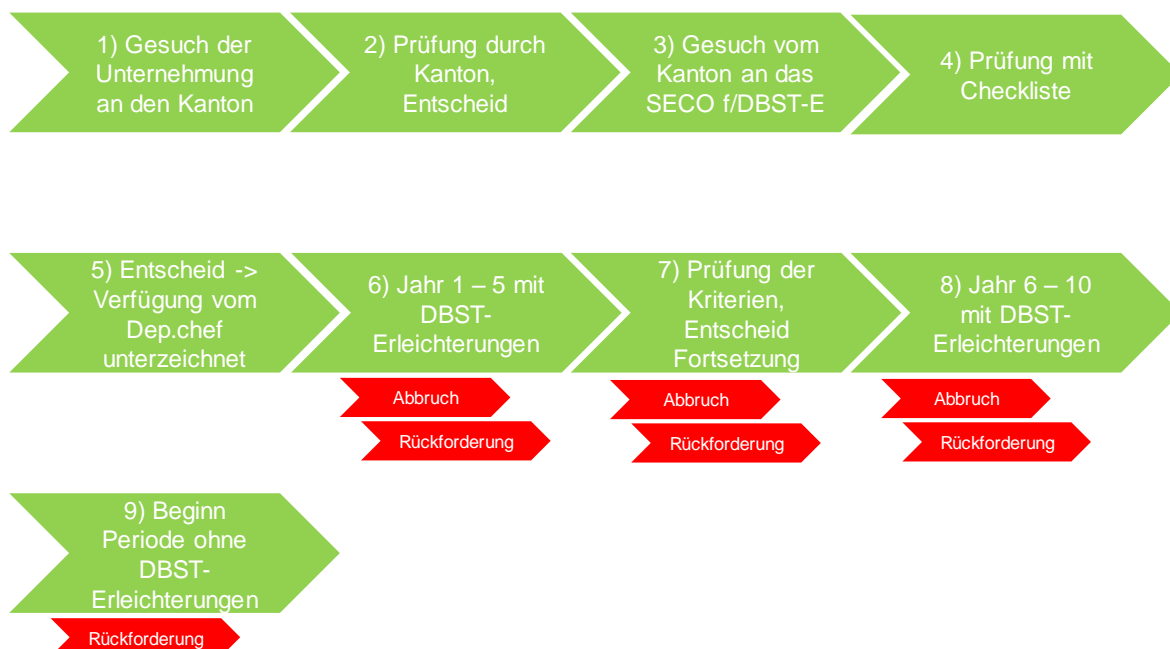 1) Gesuch der
Unternehmung
an den Kanton
2) Prüfung durch
Kanton,
Entscheid
3) Gesuch vom
Kanton an das
SECO f/DBST-E
4) Prüfung mit
Checkliste
5) Entscheid ->
Verfügung vom
Dep.chef
unterzeichnet
6) Jahr 1 – 5 mit
DBST-
Erleichterungen
Abbruch
Rückforderung
7) Prüfung der
Kriterien,
Entscheid
Fortsetzung
Abbruch
Rückforderung
8) Jahr 6 – 10
mit DBST-
Erleichterungen
Abbruch
Rückforderung
9) Beginn
Periode ohne
DBST-
Erleichterungen
Rückforderung